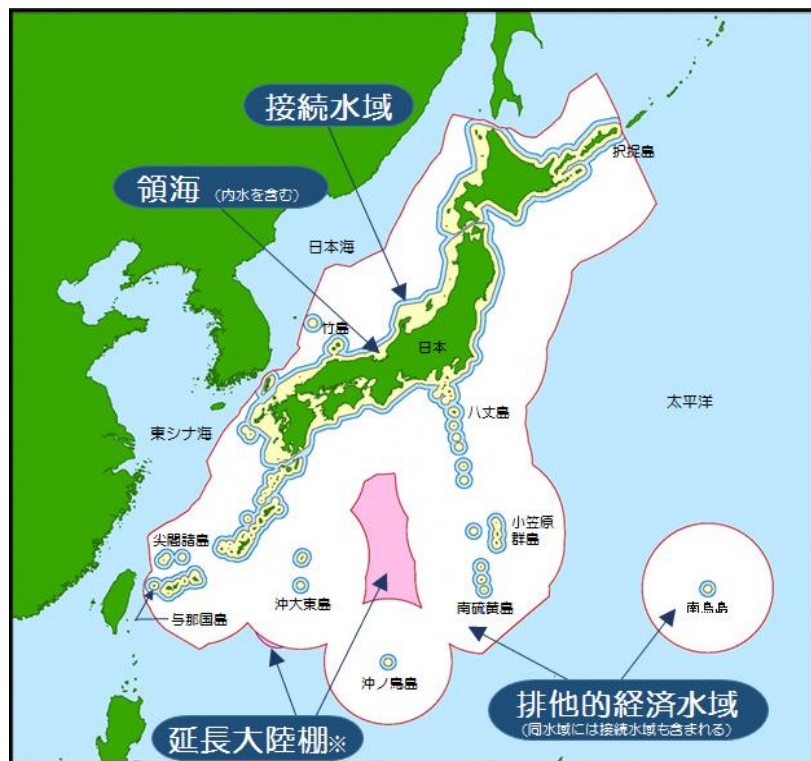 接続水域
択捉島
領海 (内水を含む)
日本海
竹島
日本
太平洋
八丈島
東シナ海
小笠原
群島
尖閣諸島
沖大東島
南硫黄島
南鳥島
与那国島
沖ノ鳥島
排他的経済水域
(同水域には接続水域も含まれる)
延長大陸棚※